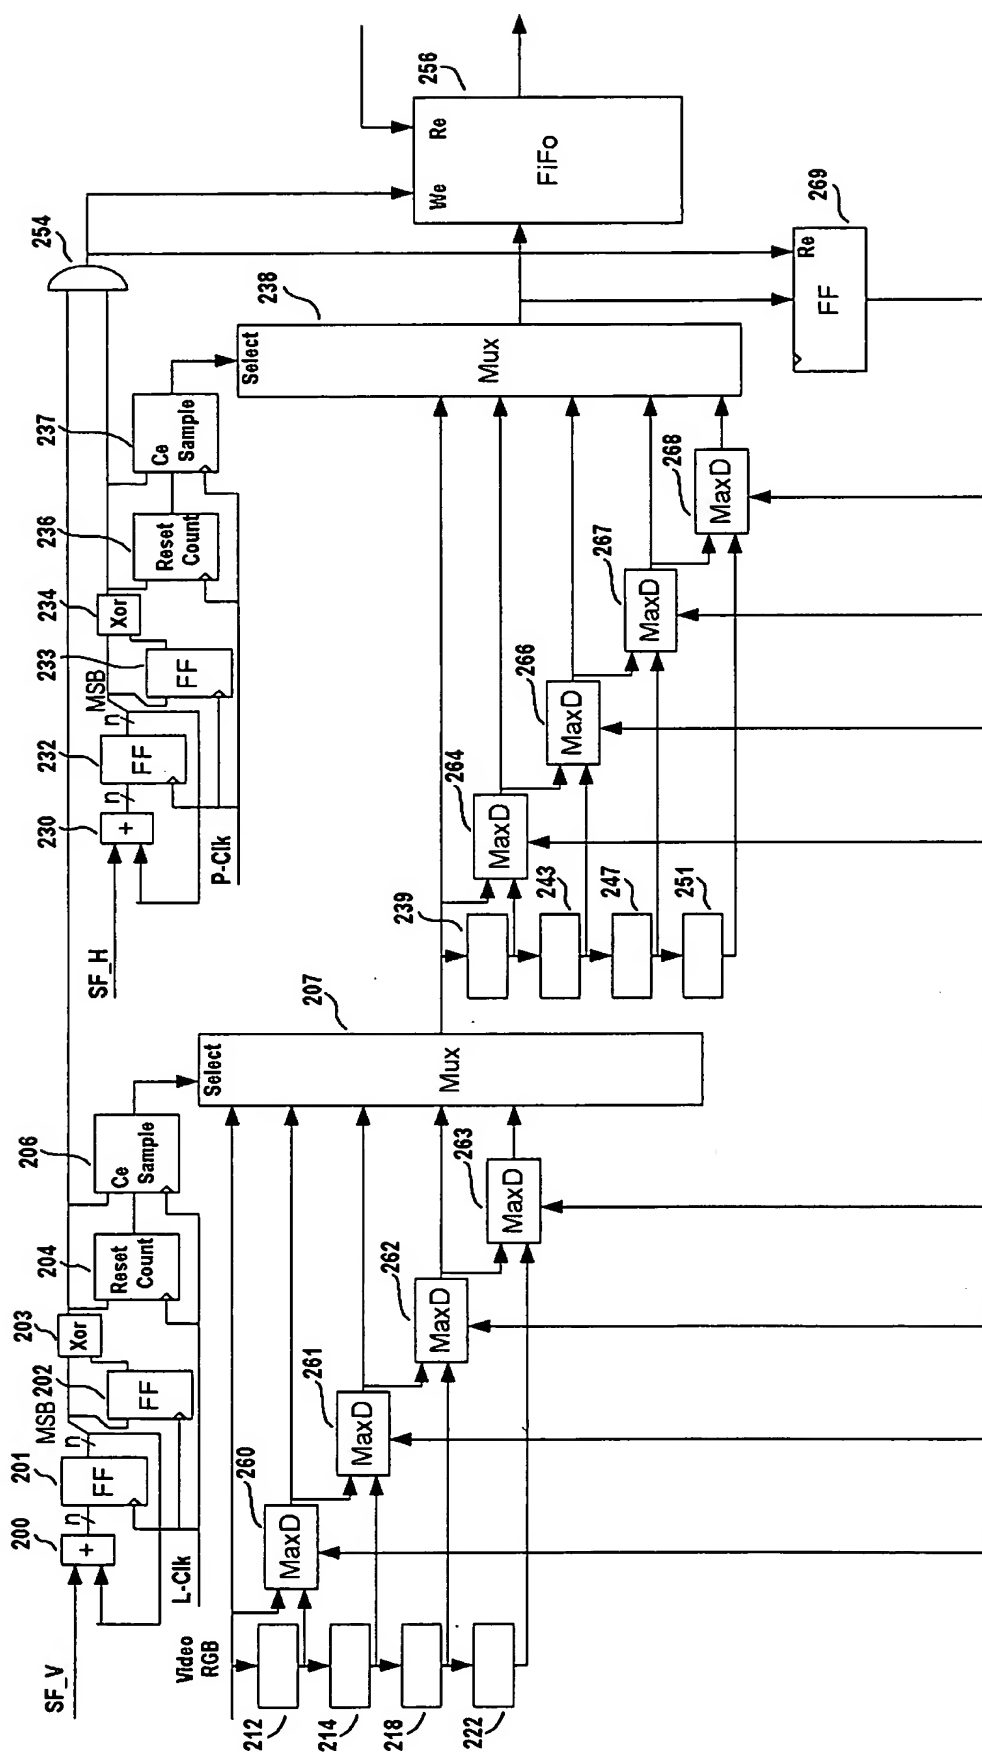 SF_V
200
+
n
201
FF
n
MSB
202
FF
203
Xor
204
Reset
Count
206
Ce
Sample
L-Clk
Video
RGB
212
214
218
222
260
MaxD
261
MaxD
262
MaxD
263
MaxD
207
Select
Mux
SF_H
230
+
n
232
FF
n
MSB
233
FF
234
Xor
236
Reset
Count
237
Ce
Sample
P-Clk
239
243
247
251
264
MaxD
266
MaxD
267
MaxD
268
MaxD
238
Select
Mux
254
256
We
Re
FiFo
269
Re
FF